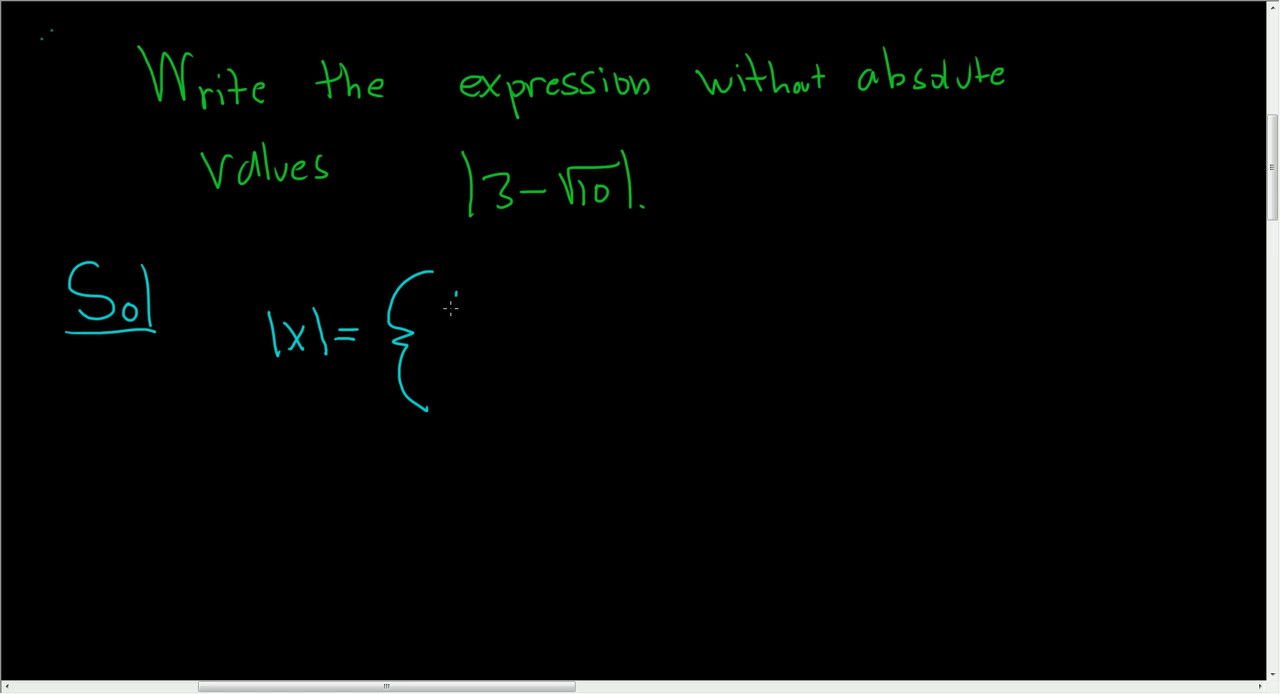 Write the expression without absolute
values |3-√10|.
Sol
|x|= {